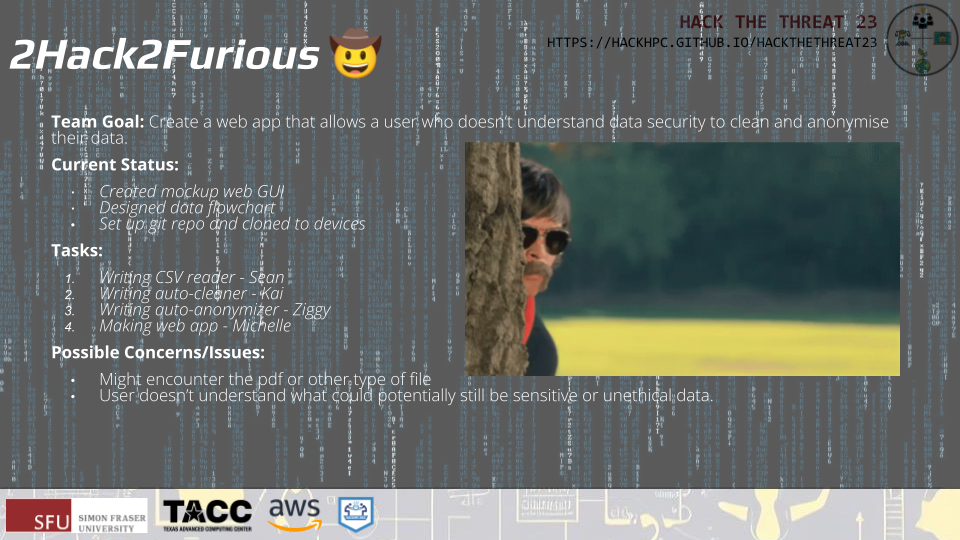 HACK THE THREAT 23
HTTPS://HACKHPC.GITHUB.IO/HACKTHETHREAT23
2Hack2Furious
Team Goal: Create a web app that allows a user who doesn't understand data security to clean and anonymise
their data.
Current Status:
• Created mockup web GUI
• Designed data flowchart
• Set up git repo and cloned to devices
Tasks:
1. Writing CSV reader - Sean
2. Writing auto-cleaner - Kai
3. Writing auto-anonymizer - Ziggy
4. Making web app - Michelle
Possible Concerns/Issues:
• Might encounter the pdf or other type of file
• User doesn't understand what could potentially still be sensitive or unethical data.
SFU SIMON FRASER
UNIVERSITY
TACC
TEXAS ADVANCED COMPUTING CENTER
aws